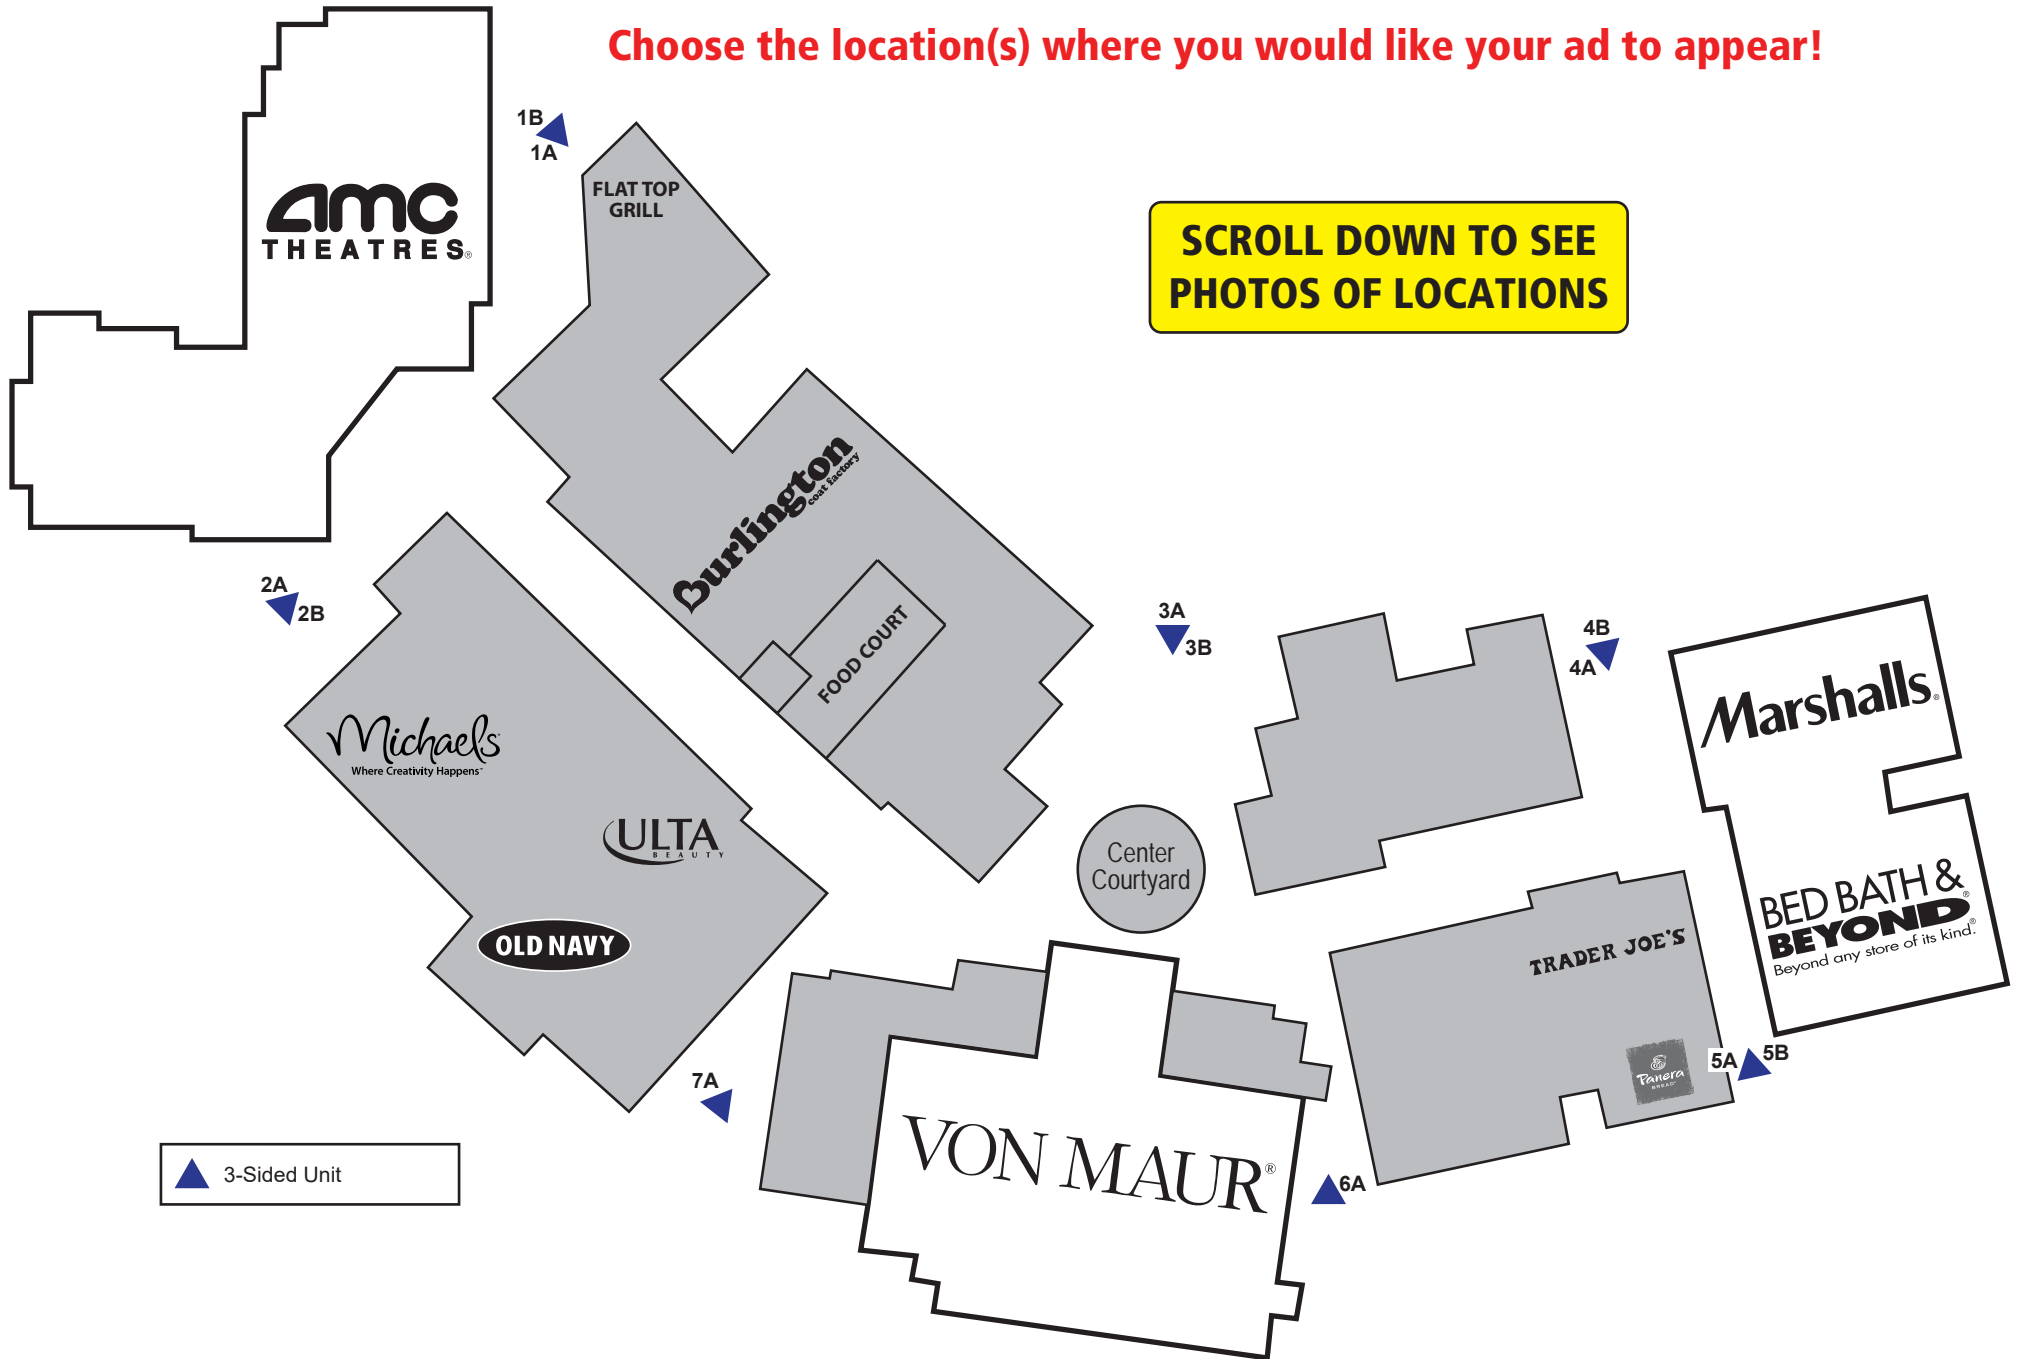 Choose the location(s) where you would like your ad to appear!
1B
1A
FLAT TOP
GRILL
amc
THEATRES®
SCROLL DOWN TO SEE
PHOTOS OF LOCATIONS
Burlington
coat factory
FOOD COURT
2A
2B
3A
3B
4B
4A
Marshalls®
Michaels
Where Creativity Happens™
ULTA
BEAUTY
Center
Courtyard
BED BATH &
BEYOND®
Beyond any store of its kind.®
OLD NAVY
TRADER JOE'S
Panera
BREAD®
5A
5B
7A
VON MAUR®
6A
3-Sided Unit